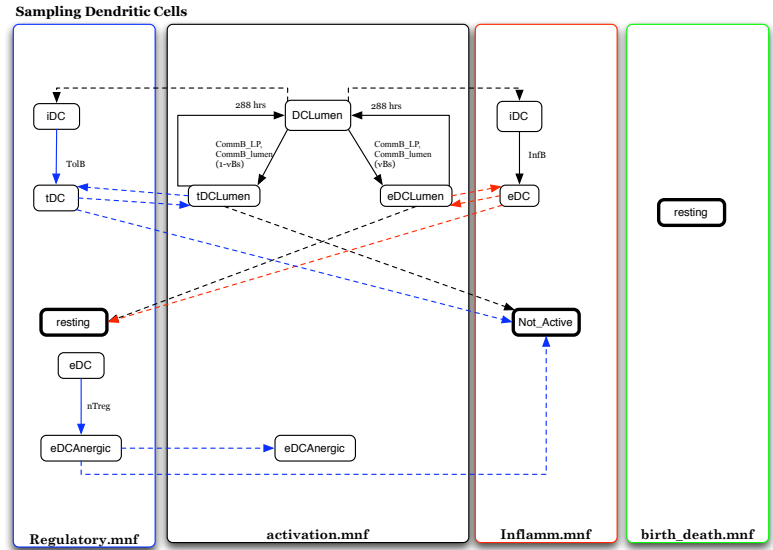 Sampling Dendritic Cells
iDC
TolB
tDC
resting
eDC
nTreg
eDCAnergic
Regulatory.mnf
288 hrs
DCLumen
288 hrs
CommB_LP,
CommB_lumen
(1-vBs)
CommB_LP,
CommB_lumen
(vBs)
tDCLumen
eDCLumen
eDCAnergic
activation.mnf
iDC
InfB
eDC
Not_Active
Inflamm.mnf
resting
birth_death.mnf